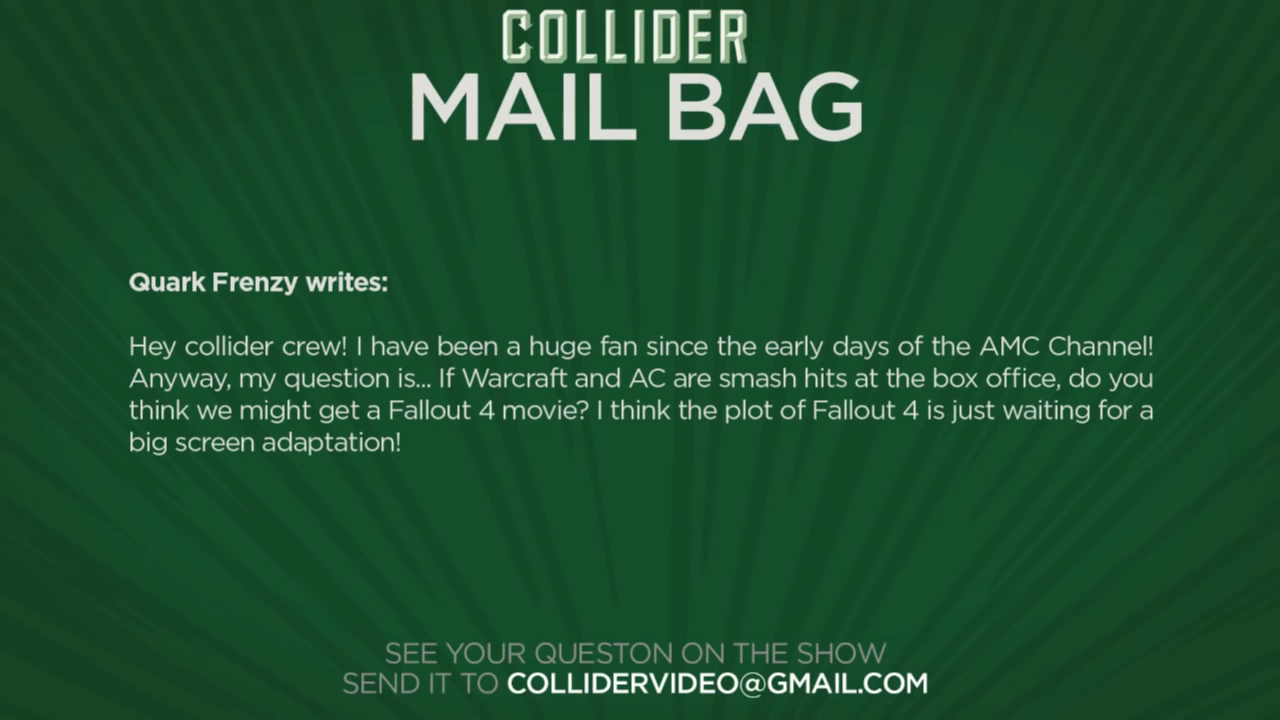 COLLIDER
MAIL BAG
Quark Frenzy writes:
Hey collider crew! I have been a huge fan since the early days of the AMC Channel!
Anyway, my question is... If Warcraft and AC are smash hits at the box office, do you
think we might get a Fallout 4 movie? I think the plot of Fallout 4 is just waiting for a
big screen adaptation!
SEE YOUR QUESTON ON THE SHOW
SEND IT TO COLLIDERVIDEO@GMAIL.COM